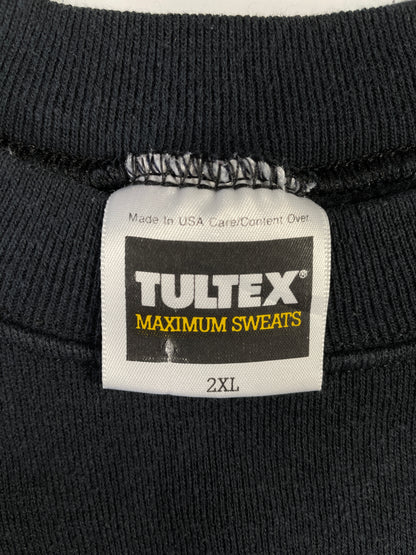 Made In USA Care/Content Over
TULTEX®
MAXIMUM SWEATS
2XL